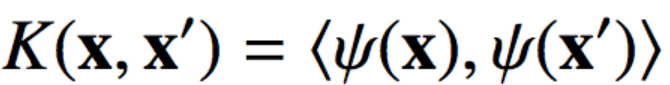 K(𝐱, 𝐱′) = ⟨ψ(𝐱), ψ(𝐱′)⟩